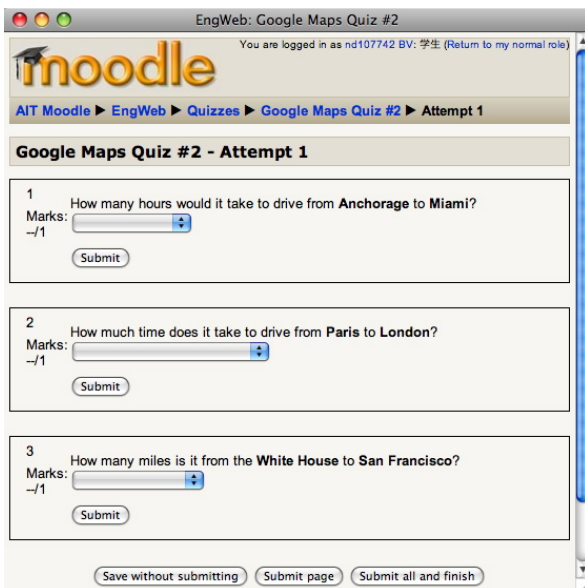 EngWeb: Google Maps Quiz #2
You are logged in as nd107742 BV: 学生 (Return to my normal role)
moodle
AIT Moodle ► EngWeb ► Quizzes ► Google Maps Quiz #2 ► Attempt 1
Google Maps Quiz #2 - Attempt 1
1
How many hours would it take to drive from Anchorage to Miami?
Marks:
--/1
Submit
2
How much time does it take to drive from Paris to London?
Marks:
--/1
Submit
3
How many miles is it from the White House to San Francisco?
Marks:
--/1
Submit
Save without submitting Submit page Submit all and finish